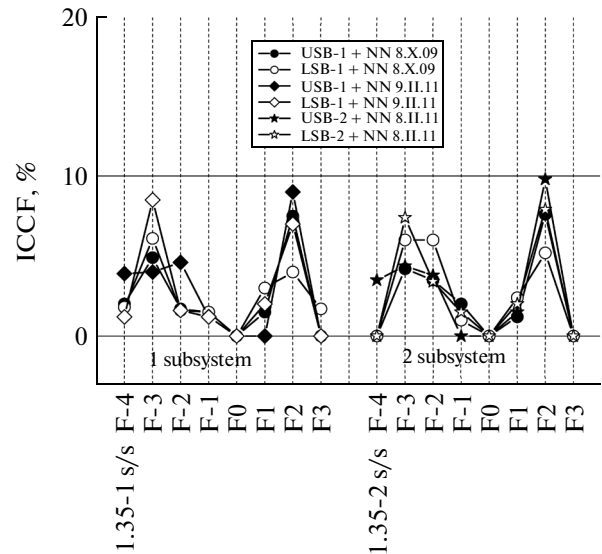 20
10
0
ICCF, %
USB-1 + NN 8.X.09
LSB-1 + NN 8.X.09
USB-1 + NN 9.II.11
LSB-1 + NN 9.II.11
USB-2 + NN 8.II.11
LSB-2 + NN 8.II.11
1 subsystem
2 subsystem
1.35-1 s/s F-4
F-3
F-2
F-1
F0
F1
F2
F3
1.35-2 s/s F-4
F-3
F-2
F-1
F0
F1
F2
F3